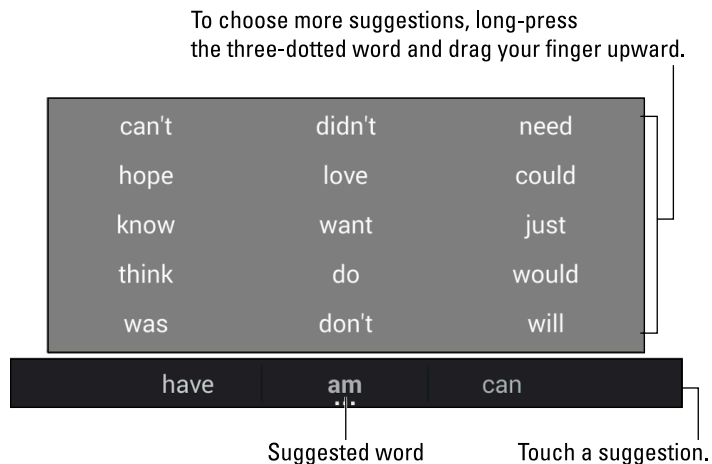 To choose more suggestions, long-press
the three-dotted word and drag your finger upward.
can't didn't need
hope love could
know want just
think do would
was don't will
have am can
...
Suggested word Touch a suggestion.